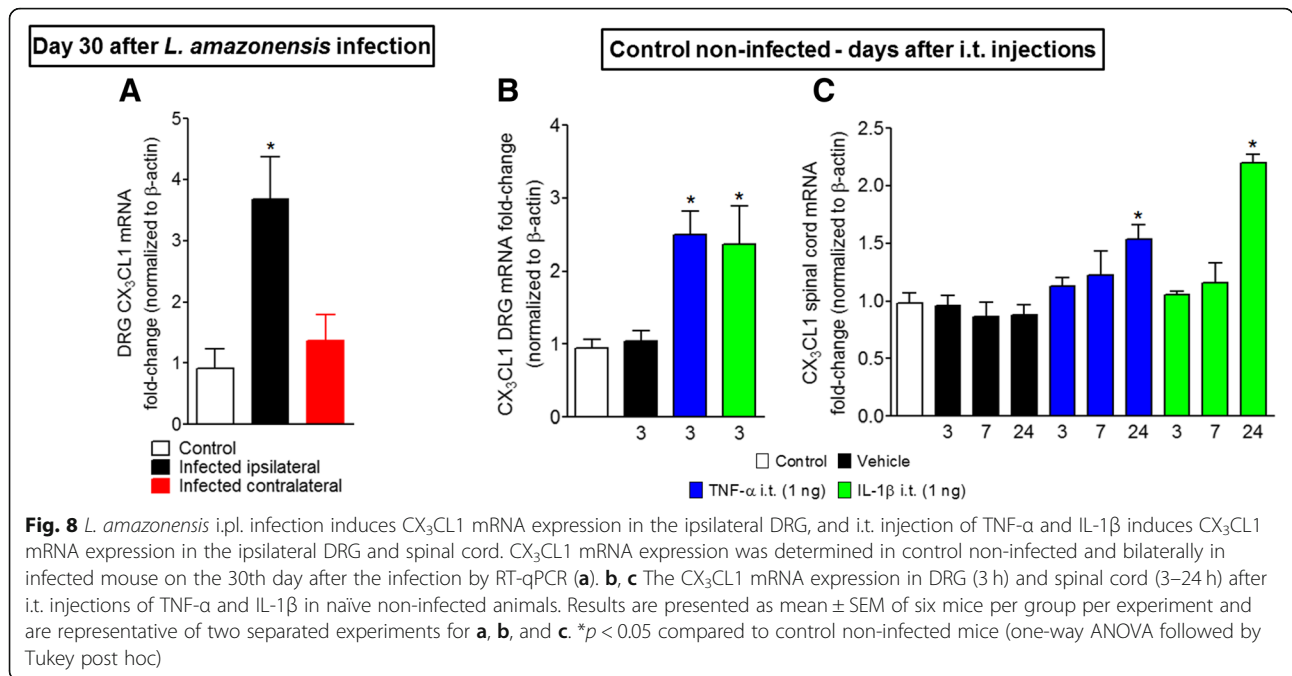 Day 30 after L. amazonensis infection
Control non-infected - days after i.t. injections
A
DRG CX₃CL1 mRNA
fold-change (normalized to β-actin)
5
4
3
2
1
0
*
Control
Infected ipsilateral
Infected contralateral
B
CX₃CL1 DRG mRNA fold-change
(normalized to β-actin)
4
3
2
1
0
* *
3 3 3
C
CX₃CL1 spinal cord mRNA
fold-change (normalized to β-actin)
2.5
2.0
1.5
1.0
0.5
0.0
* *
3 7 24 3 7 24 3 7 24
Control Vehicle
TNF-α i.t. (1 ng) IL-1β i.t. (1 ng)
Fig. 8 L. amazonensis i.pl. infection induces CX₃CL1 mRNA expression in the ipsilateral DRG, and i.t. injection of TNF-α and IL-1β induces CX₃CL1
mRNA expression in the ipsilateral DRG and spinal cord. CX₃CL1 mRNA expression was determined in control non-infected and bilaterally in
infected mouse on the 30th day after the infection by RT-qPCR (a). b, c The CX₃CL1 mRNA expression in DRG (3 h) and spinal cord (3–24 h) after
i.t. injections of TNF-α and IL-1β in naïve non-infected animals. Results are presented as mean ± SEM of six mice per group per experiment and
are representative of two separated experiments for a, b, and c. *p < 0.05 compared to control non-infected mice (one-way ANOVA followed by
Tukey post hoc)